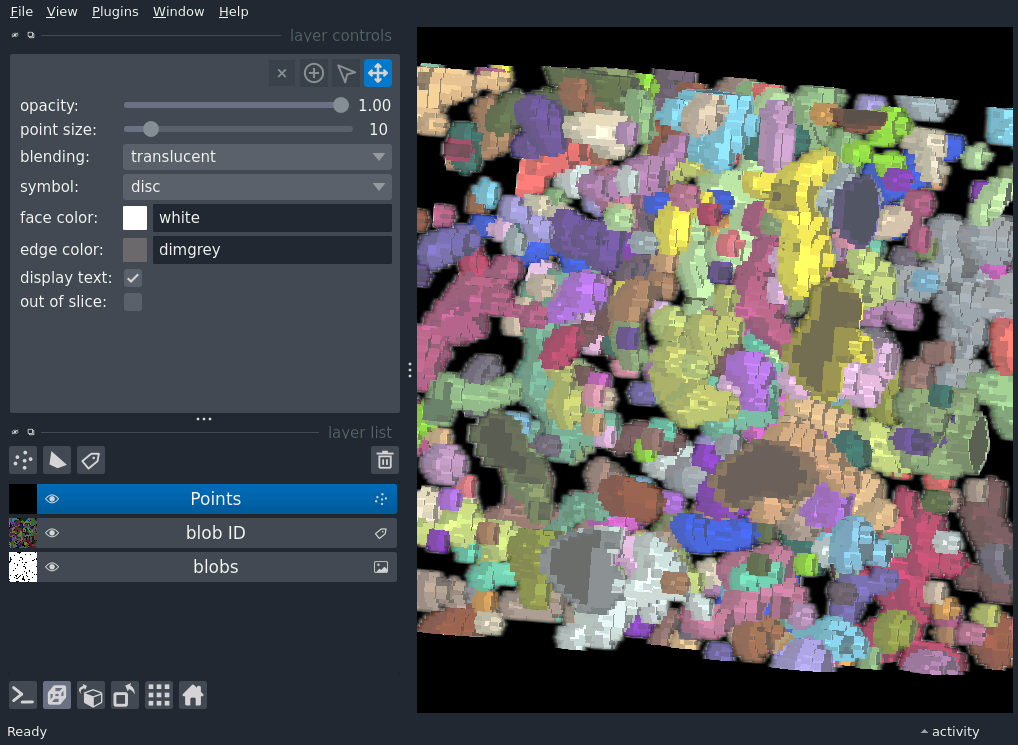 File View Plugins Window Help
layer controls
opacity: 1.00
point size: 10
blending: translucent
symbol: disc
face color: white
edge color: dimgrey
display text:
out of slice:
layer list
Points
blob ID
blobs
Ready activity